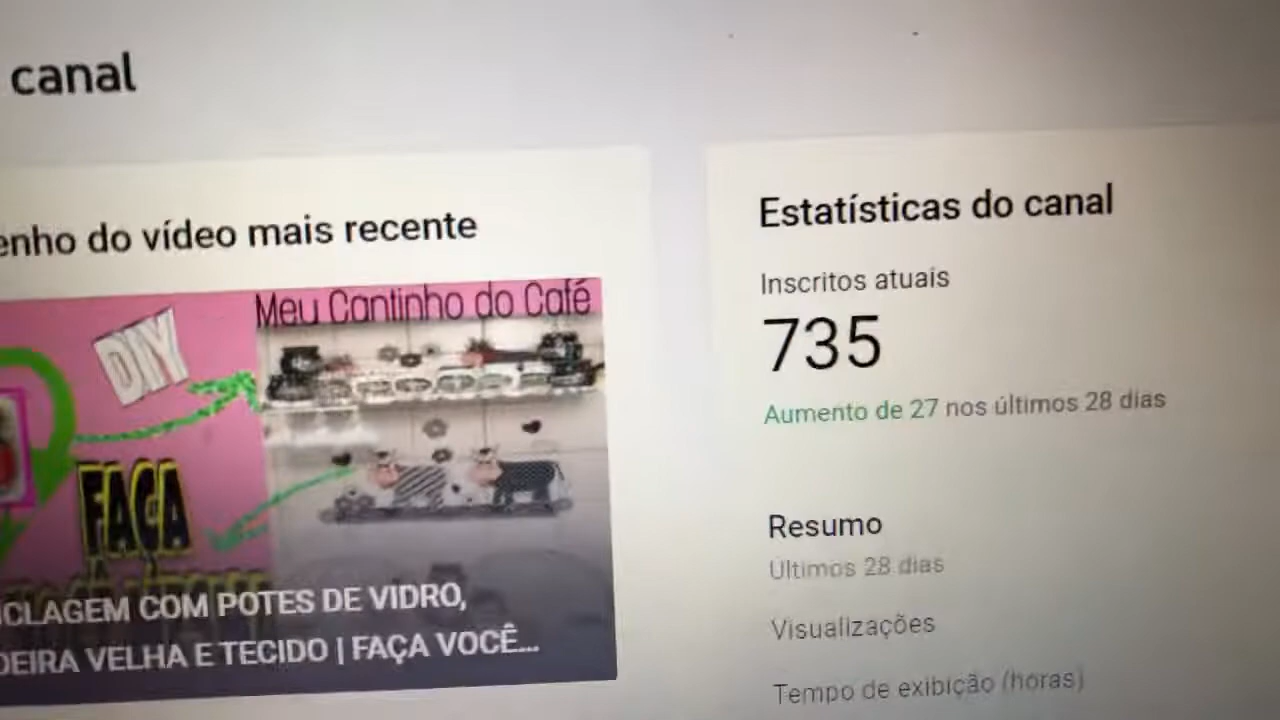 canal
enho do vídeo mais recente
Meu Cantinho do Café
DIY
FAÇA
CLAGEM COM POTES DE VIDRO,
DEIRA VELHA E TECIDO | FAÇA VOCÊ...
Estatísticas do canal
Inscritos atuais
735
Aumento de 27 nos últimos 28 dias
Resumo
Últimos 28 dias
Visualizações
Tempo de exibição (horas)